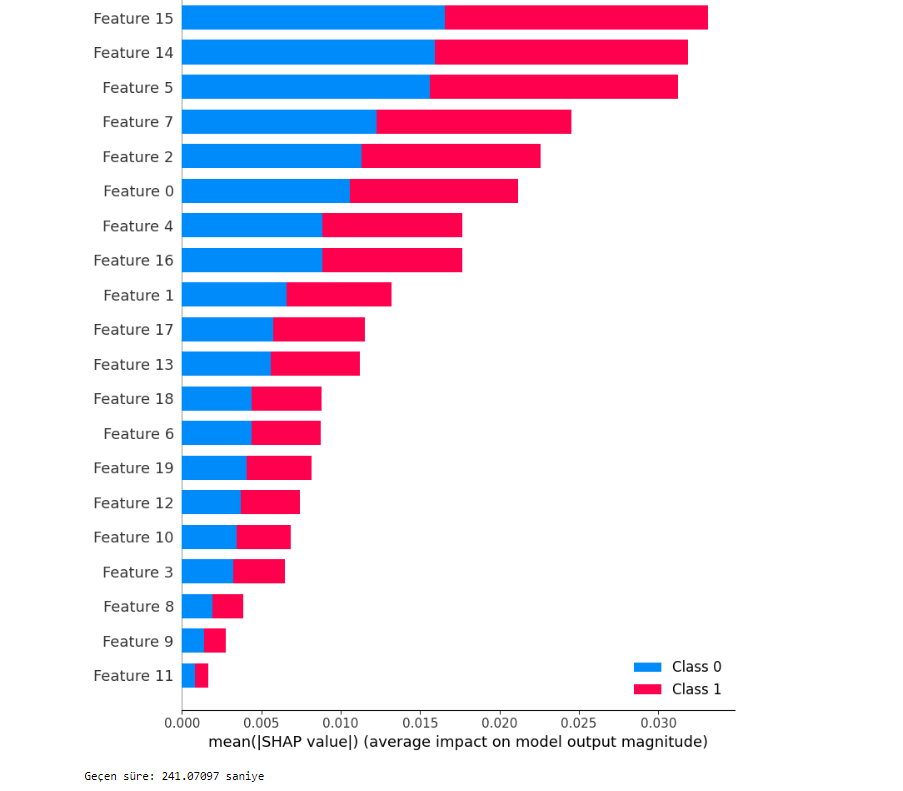 Feature 15
Feature 14
Feature 5
Feature 7
Feature 2
Feature 0
Feature 4
Feature 16
Feature 1
Feature 17
Feature 13
Feature 18
Feature 6
Feature 19
Feature 12
Feature 10
Feature 3
Feature 8
Feature 9
Feature 11
Class 0
Class 1
0.000 0.005 0.010 0.015 0.020 0.025 0.030
mean(|SHAP value|) (average impact on model output magnitude)
Geçen süre: 241.07097 saniye